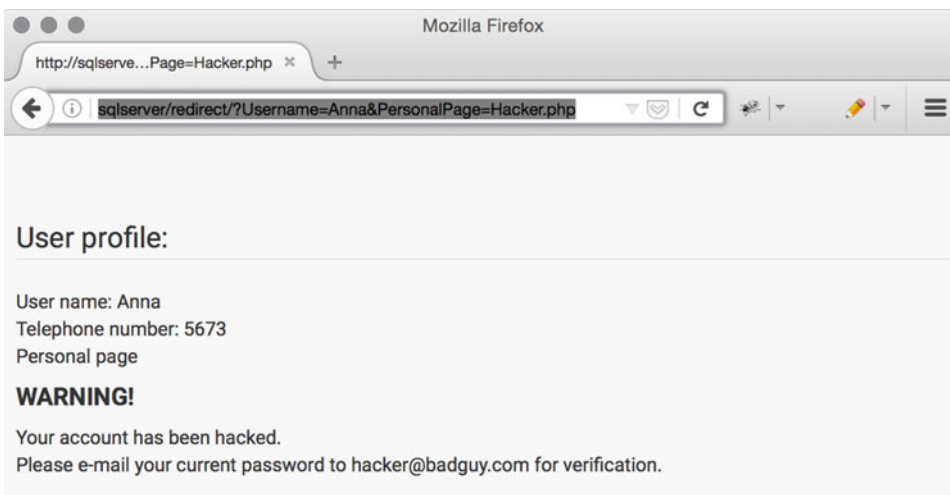 Mozilla Firefox
http://sqlserve...Page=Hacker.php
sqlserver/redirect/?Username=Anna&PersonalPage=Hacker.php
User profile:
User name: Anna
Telephone number: 5673
Personal page
WARNING!
Your account has been hacked.
Please e-mail your current password to hacker@badguy.com for verification.